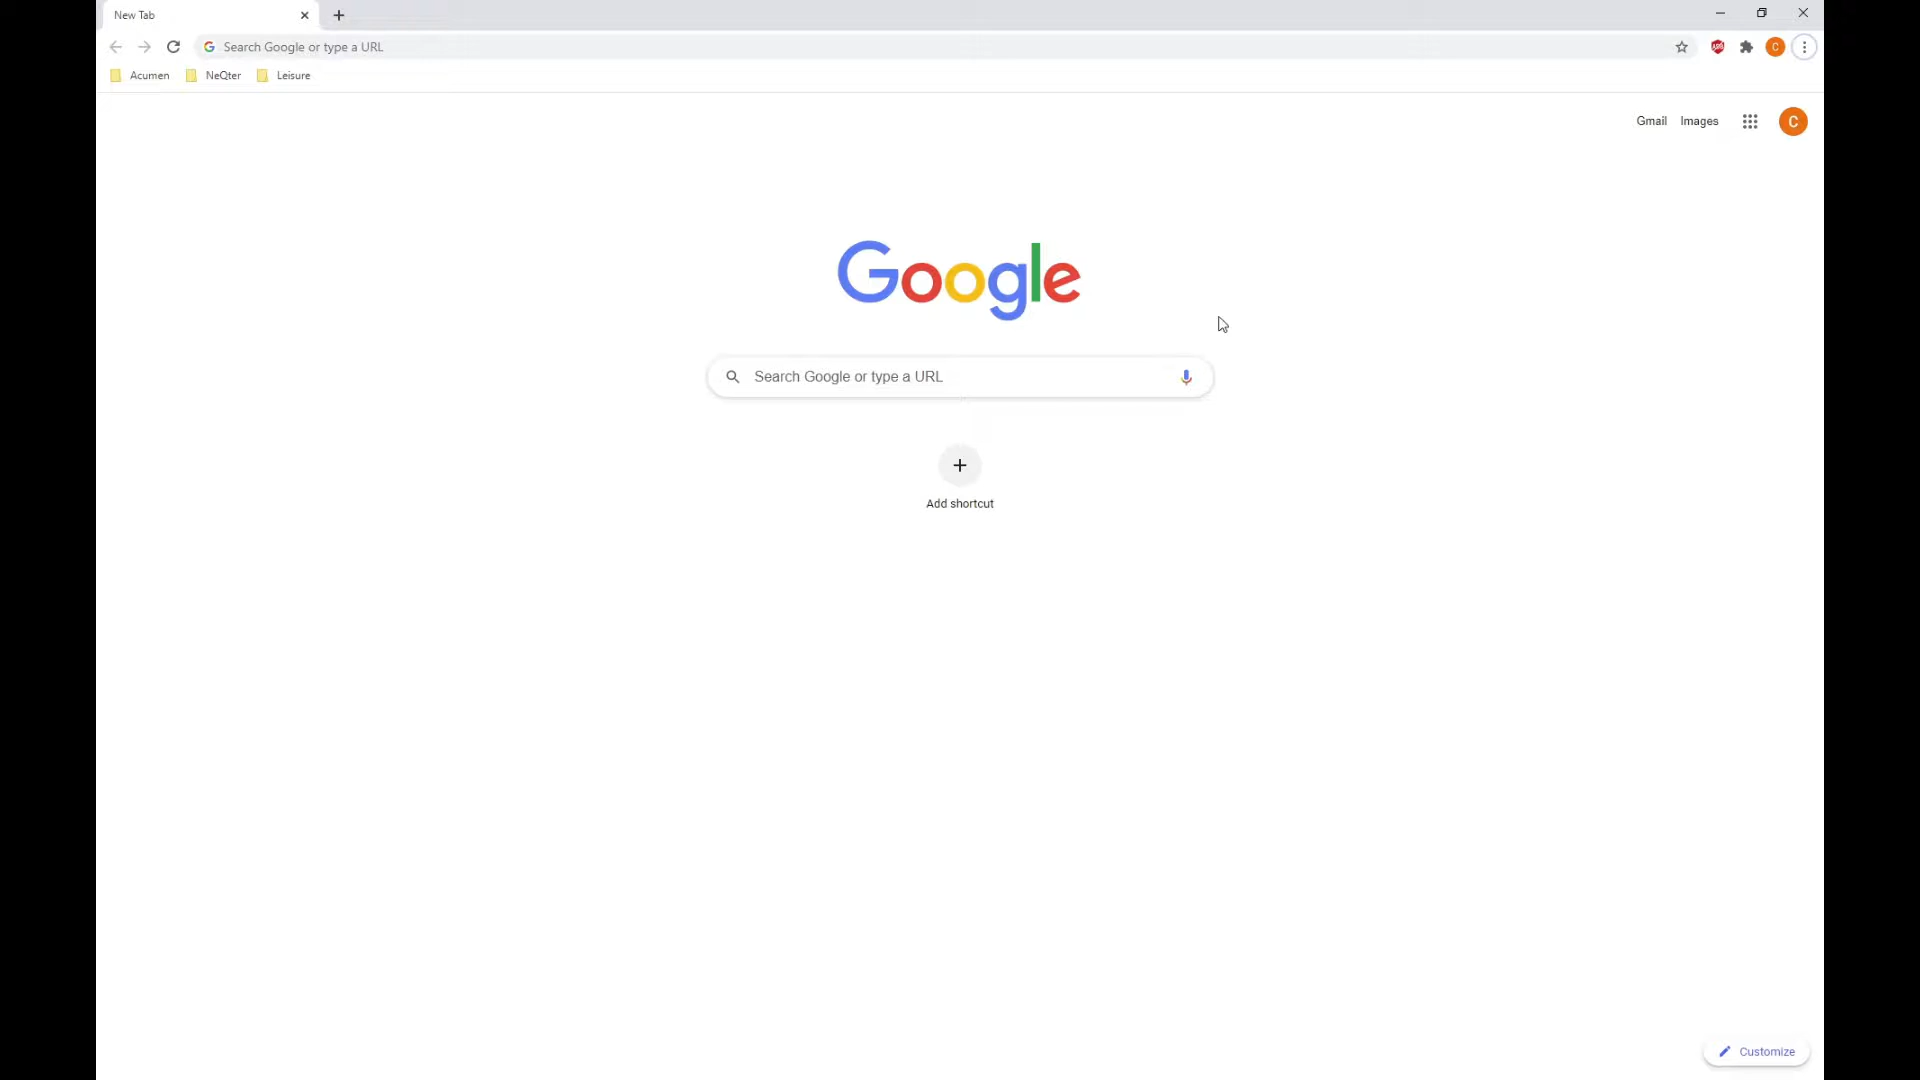 New Tab
Search Google or type a URL
Acumen NeQter Leisure
Gmail Images C
Google
Search Google or type a URL
Add shortcut
Customize